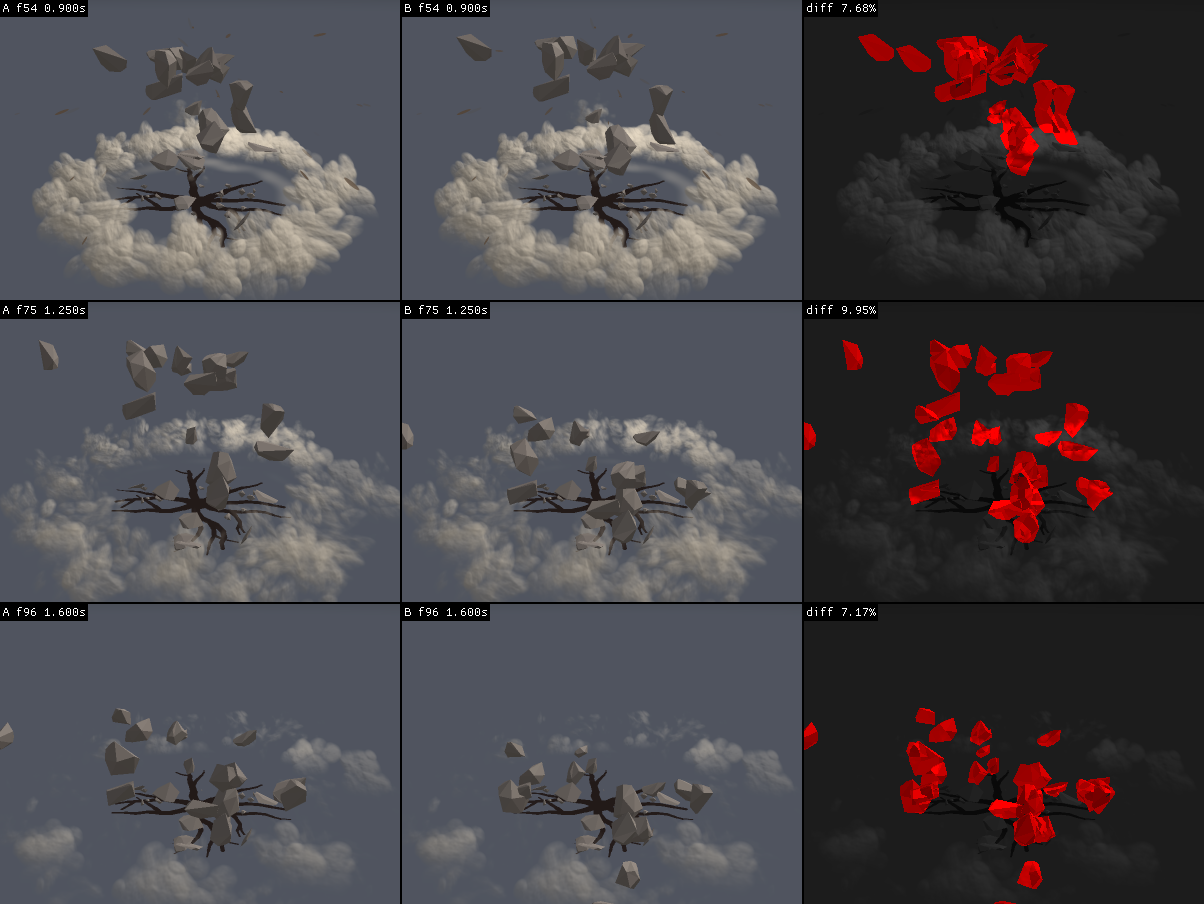 A f54 0.900s
B f54 0.900s
diff 7.68%
A f75 1.250s
B f75 1.250s
diff 9.95%
A f96 1.600s
B f96 1.600s
diff 7.17%